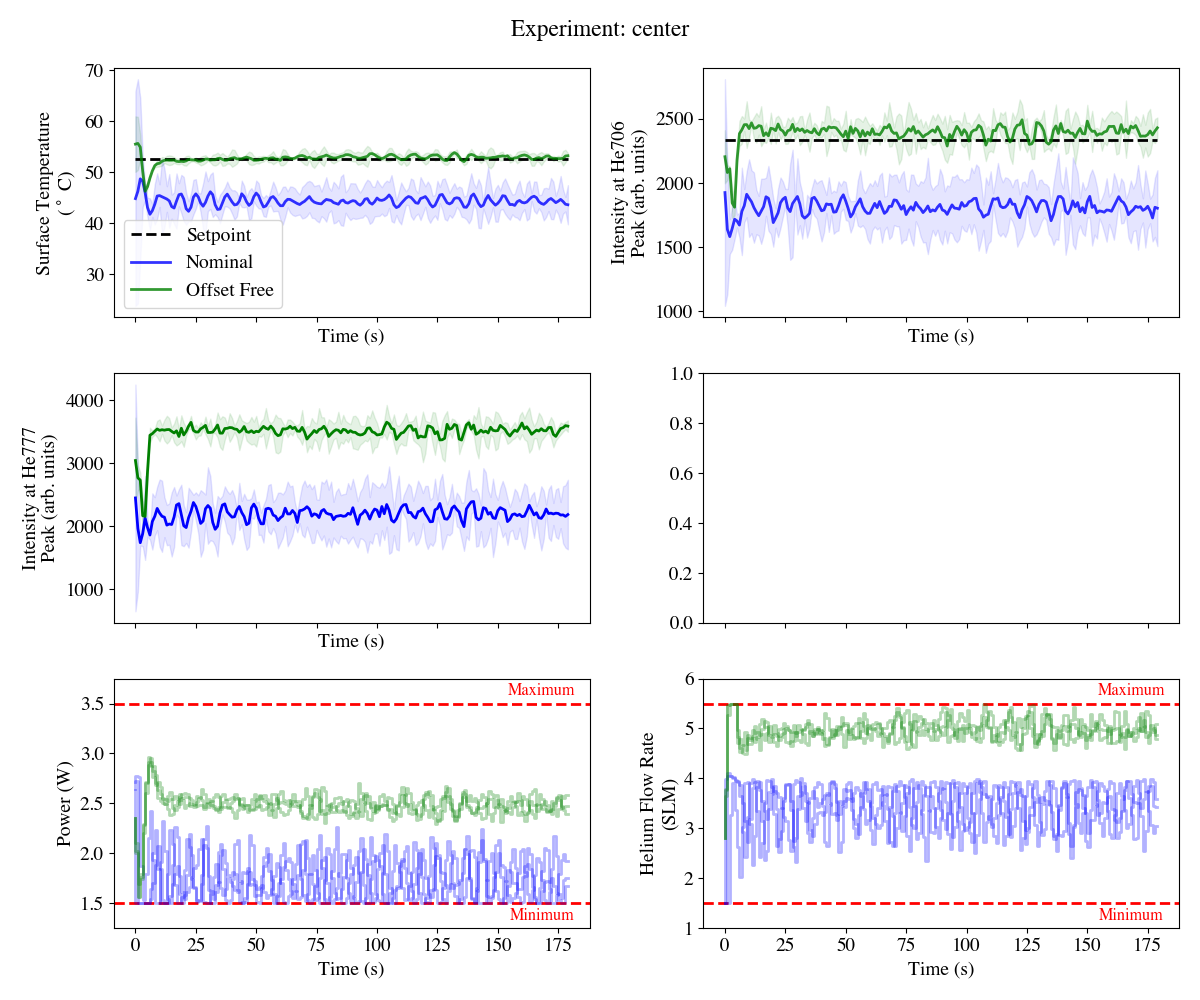 Experiment: center
70
60
50
40
30
Surface Temperature
(° C)
Setpoint
Nominal
Offset Free
Time (s)
2500
2000
1500
1000
Intensity at He706
Peak (arb. units)
Time (s)
4000
3000
2000
1000
Intensity at He777
Peak (arb. units)
Time (s)
1.0
0.8
0.6
0.4
0.2
0.0
3.5
3.0
2.5
2.0
1.5
Power (W)
Maximum
Minimum
0 25 50 75 100 125 150 175
Time (s)
6
5
4
3
2
1
Helium Flow Rate
(SLM)
Maximum
Minimum
0 25 50 75 100 125 150 175
Time (s)